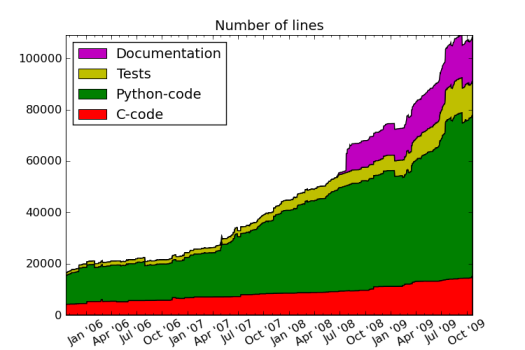 Number of lines
Documentation
Tests
Python-code
C-code
100000
80000
60000
40000
20000
0
Jan '06
Apr '06
Jul '06
Oct '06
Jan '07
Apr '07
Jul '07
Oct '07
Jan '08
Apr '08
Jul '08
Oct '08
Jan '09
Apr '09
Jul '09
Oct '09